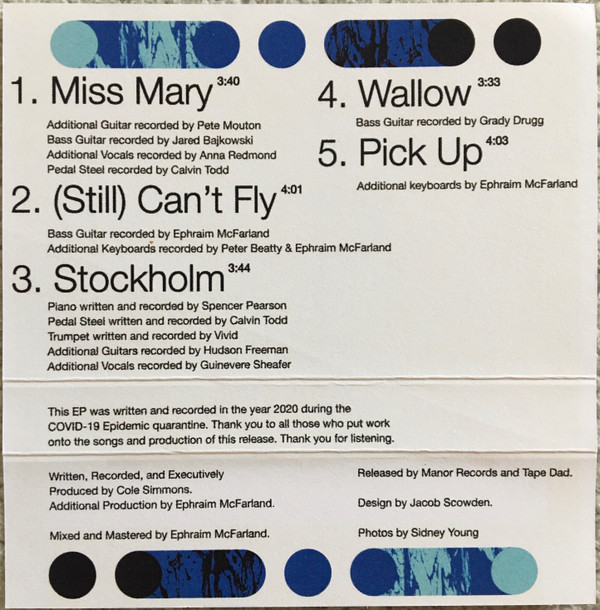 1. Miss Mary 3:40
Additional Guitar recorded by Pete Mouton
Bass Guitar recorded by Jared Bajkowski
Additional Vocals recorded by Anna Redmond
Pedal Steel recorded by Calvin Todd
2. (Still) Can't Fly 4:01
Bass Guitar recorded by Ephraim McFarland
Additional Keyboards recorded by Peter Beatty & Ephraim McFarland
3. Stockholm 3:44
Piano written and recorded by Spencer Pearson
Pedal Steel written and recorded by Calvin Todd
Trumpet written and recorded by Vivid
Additional Guitars recorded by Hudson Freeman
Additional Vocals recorded by Guinevere Sheafer
4. Wallow 3:33
Bass Guitar recorded by Grady Drugg
5. Pick Up 4:03
Additional keyboards by Ephraim McFarland
This EP was written and recorded in the year 2020 during the
COVID-19 Epidemic quarantine. Thank you to all those who put work
onto the songs and production of this release. Thank you for listening.
Written, Recorded, and Executively
Produced by Cole Simmons.
Additional Production by Ephraim McFarland.
Mixed and Mastered by Ephraim McFarland.
Released by Manor Records and Tape Dad.
Design by Jacob Scowden.
Photos by Sidney Young